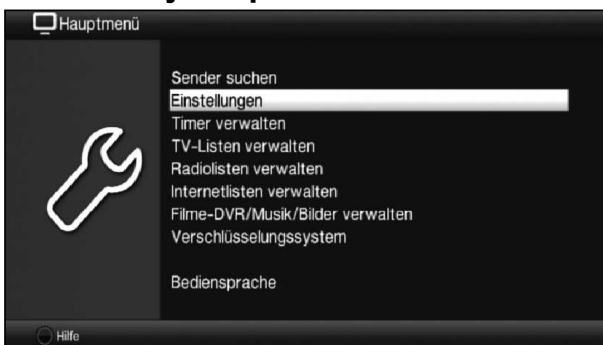 Hauptmenü
Sender suchen
Einstellungen
Timer verwalten
TV-Listen verwalten
Radiolisten verwalten
Internetlisten verwalten
Filme-DVR/Musik/Bilder verwalten
Verschlüsselungssystem
Bediensprache
Hilfe